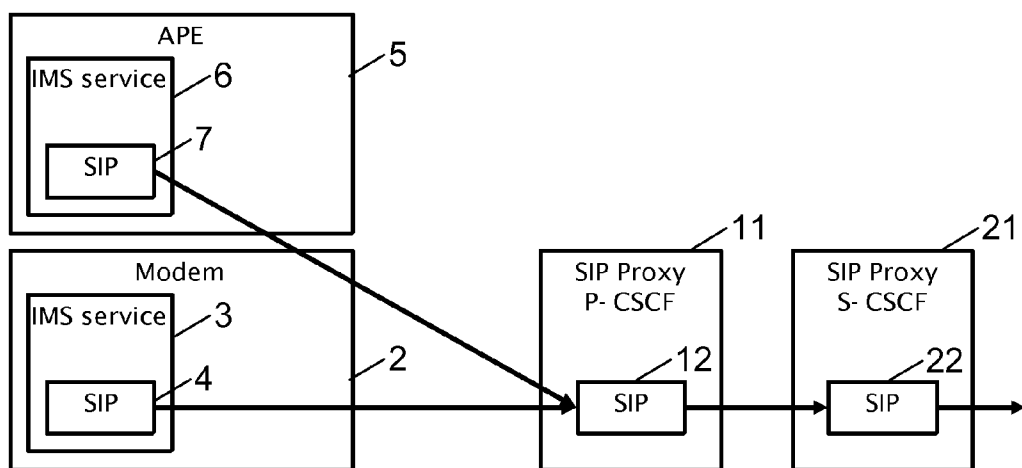 APE
5
IMS service
6
7
SIP
Modem
2
IMS service
3
4
SIP
11
SIP Proxy
P- CSCF
12
SIP
21
SIP Proxy
S- CSCF
22
SIP